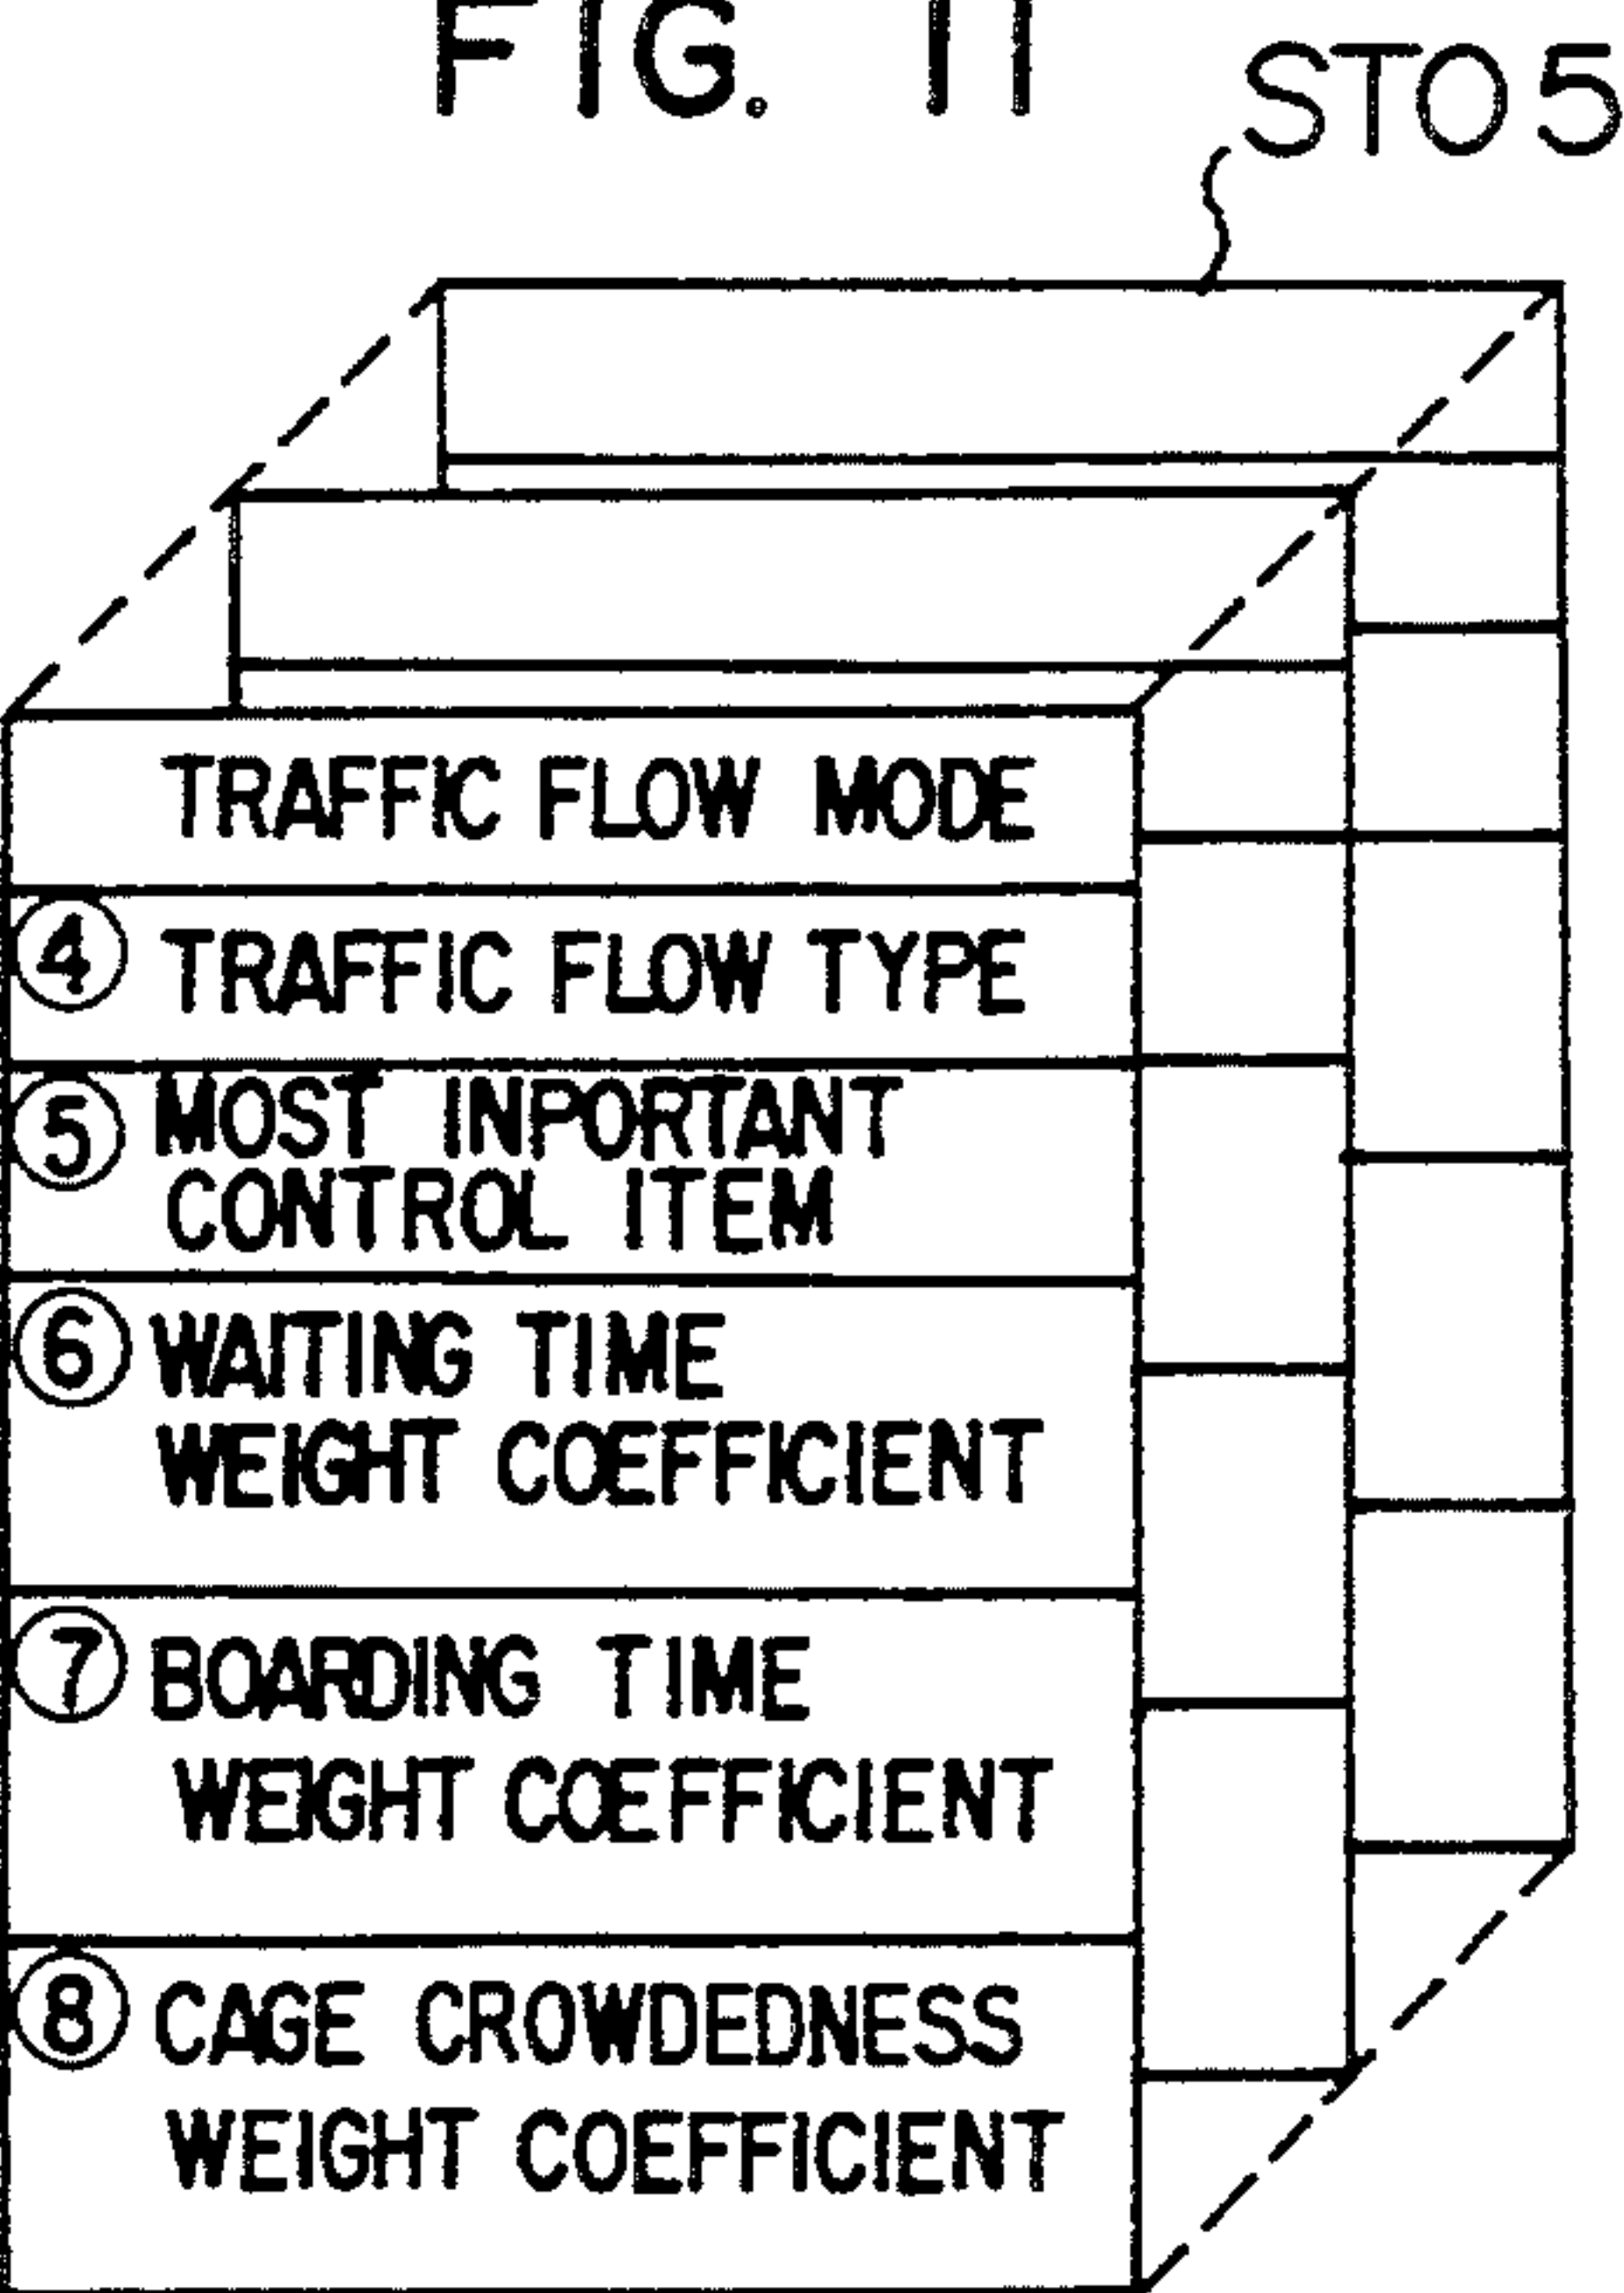 FIG. 11
ST05
TRAFFIC FLOW MODE
④ TRAFFIC FLOW TYPE
⑤ MOST INPORTANT
CONTROL ITEM
⑥ WAITING TIME
WEIGHT COEFFICIENT
⑦ BOARDING TIME
WEIGHT COEFFICIENT
⑧ CAGE CROWDEDNESS
WEIGHT COEFFICIENT